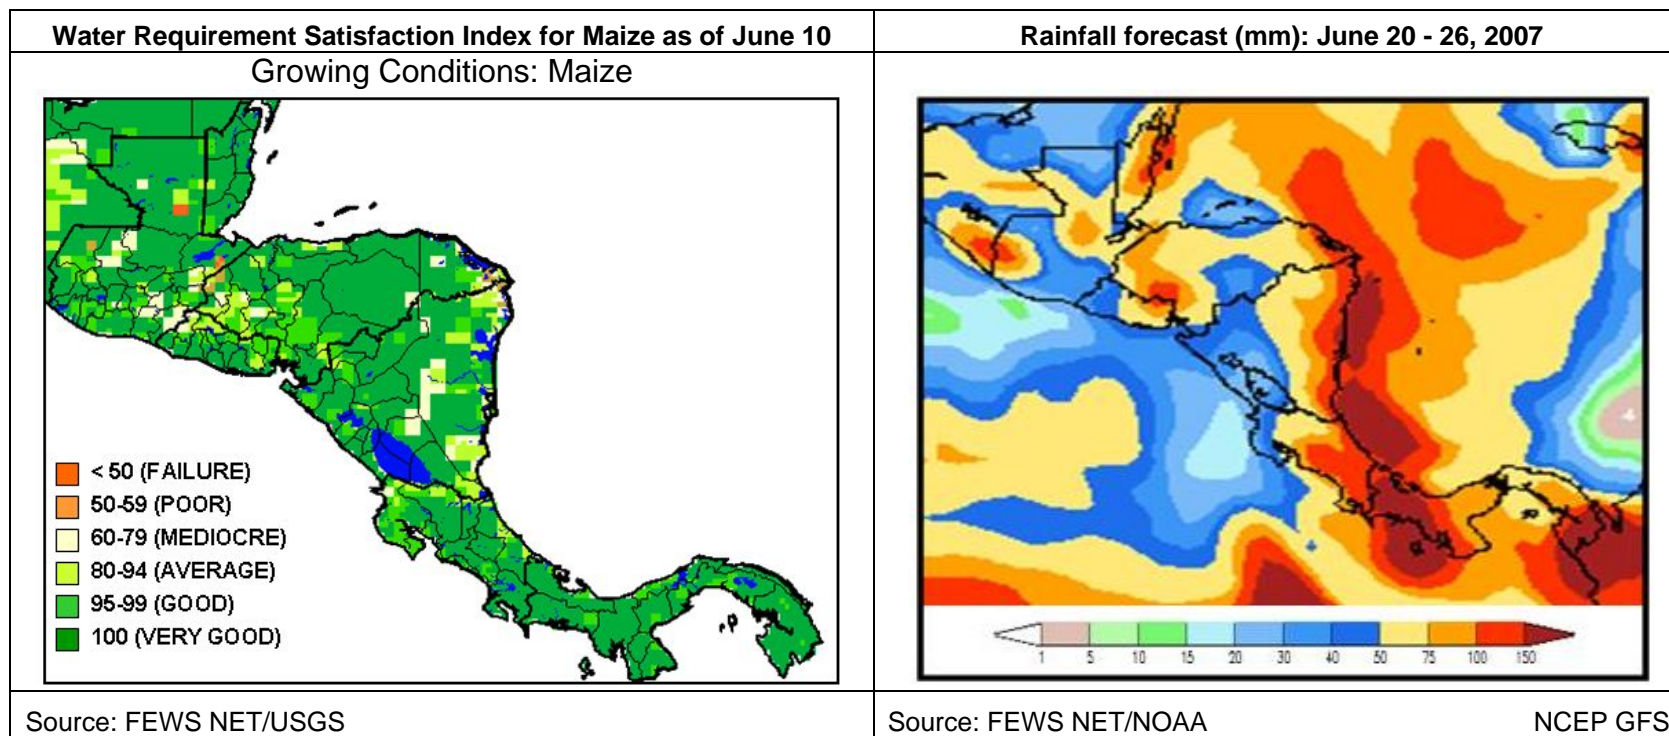 Water Requirement Satisfaction Index for Maize as of June 10
Growing Conditions: Maize
< 50 (FAILURE)
50-59 (POOR)
60-79 (MEDIOCRE)
80-94 (AVERAGE)
95-99 (GOOD)
100 (VERY GOOD)
Source: FEWS NET/USGS
Rainfall forecast (mm): June 20 - 26, 2007
1 5 10 15 20 30 40 50 75 100 150
Source: FEWS NET/NOAA NCEP GFS